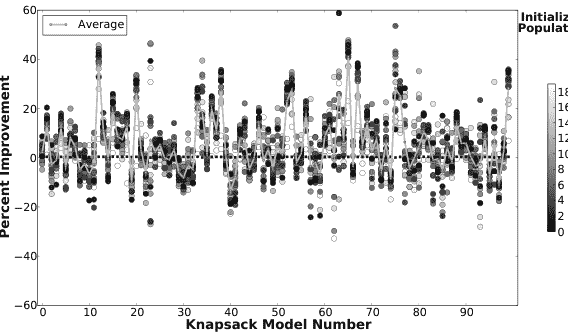 Average
Percent Improvement
60
40
20
0
−20
−40
−60
0 10 20 30 40 50 60 70 80 90
Knapsack Model Number
Initializ
Populat
18
16
14
12
10
8
6
4
2
0